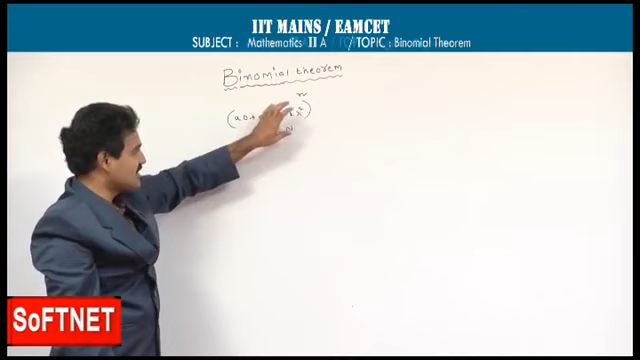 IIT MAINS / EAMCET
SUBJECT : Mathematics II A / TOPIC : Binomial Theorem
Binomial theorem
SoFTNET